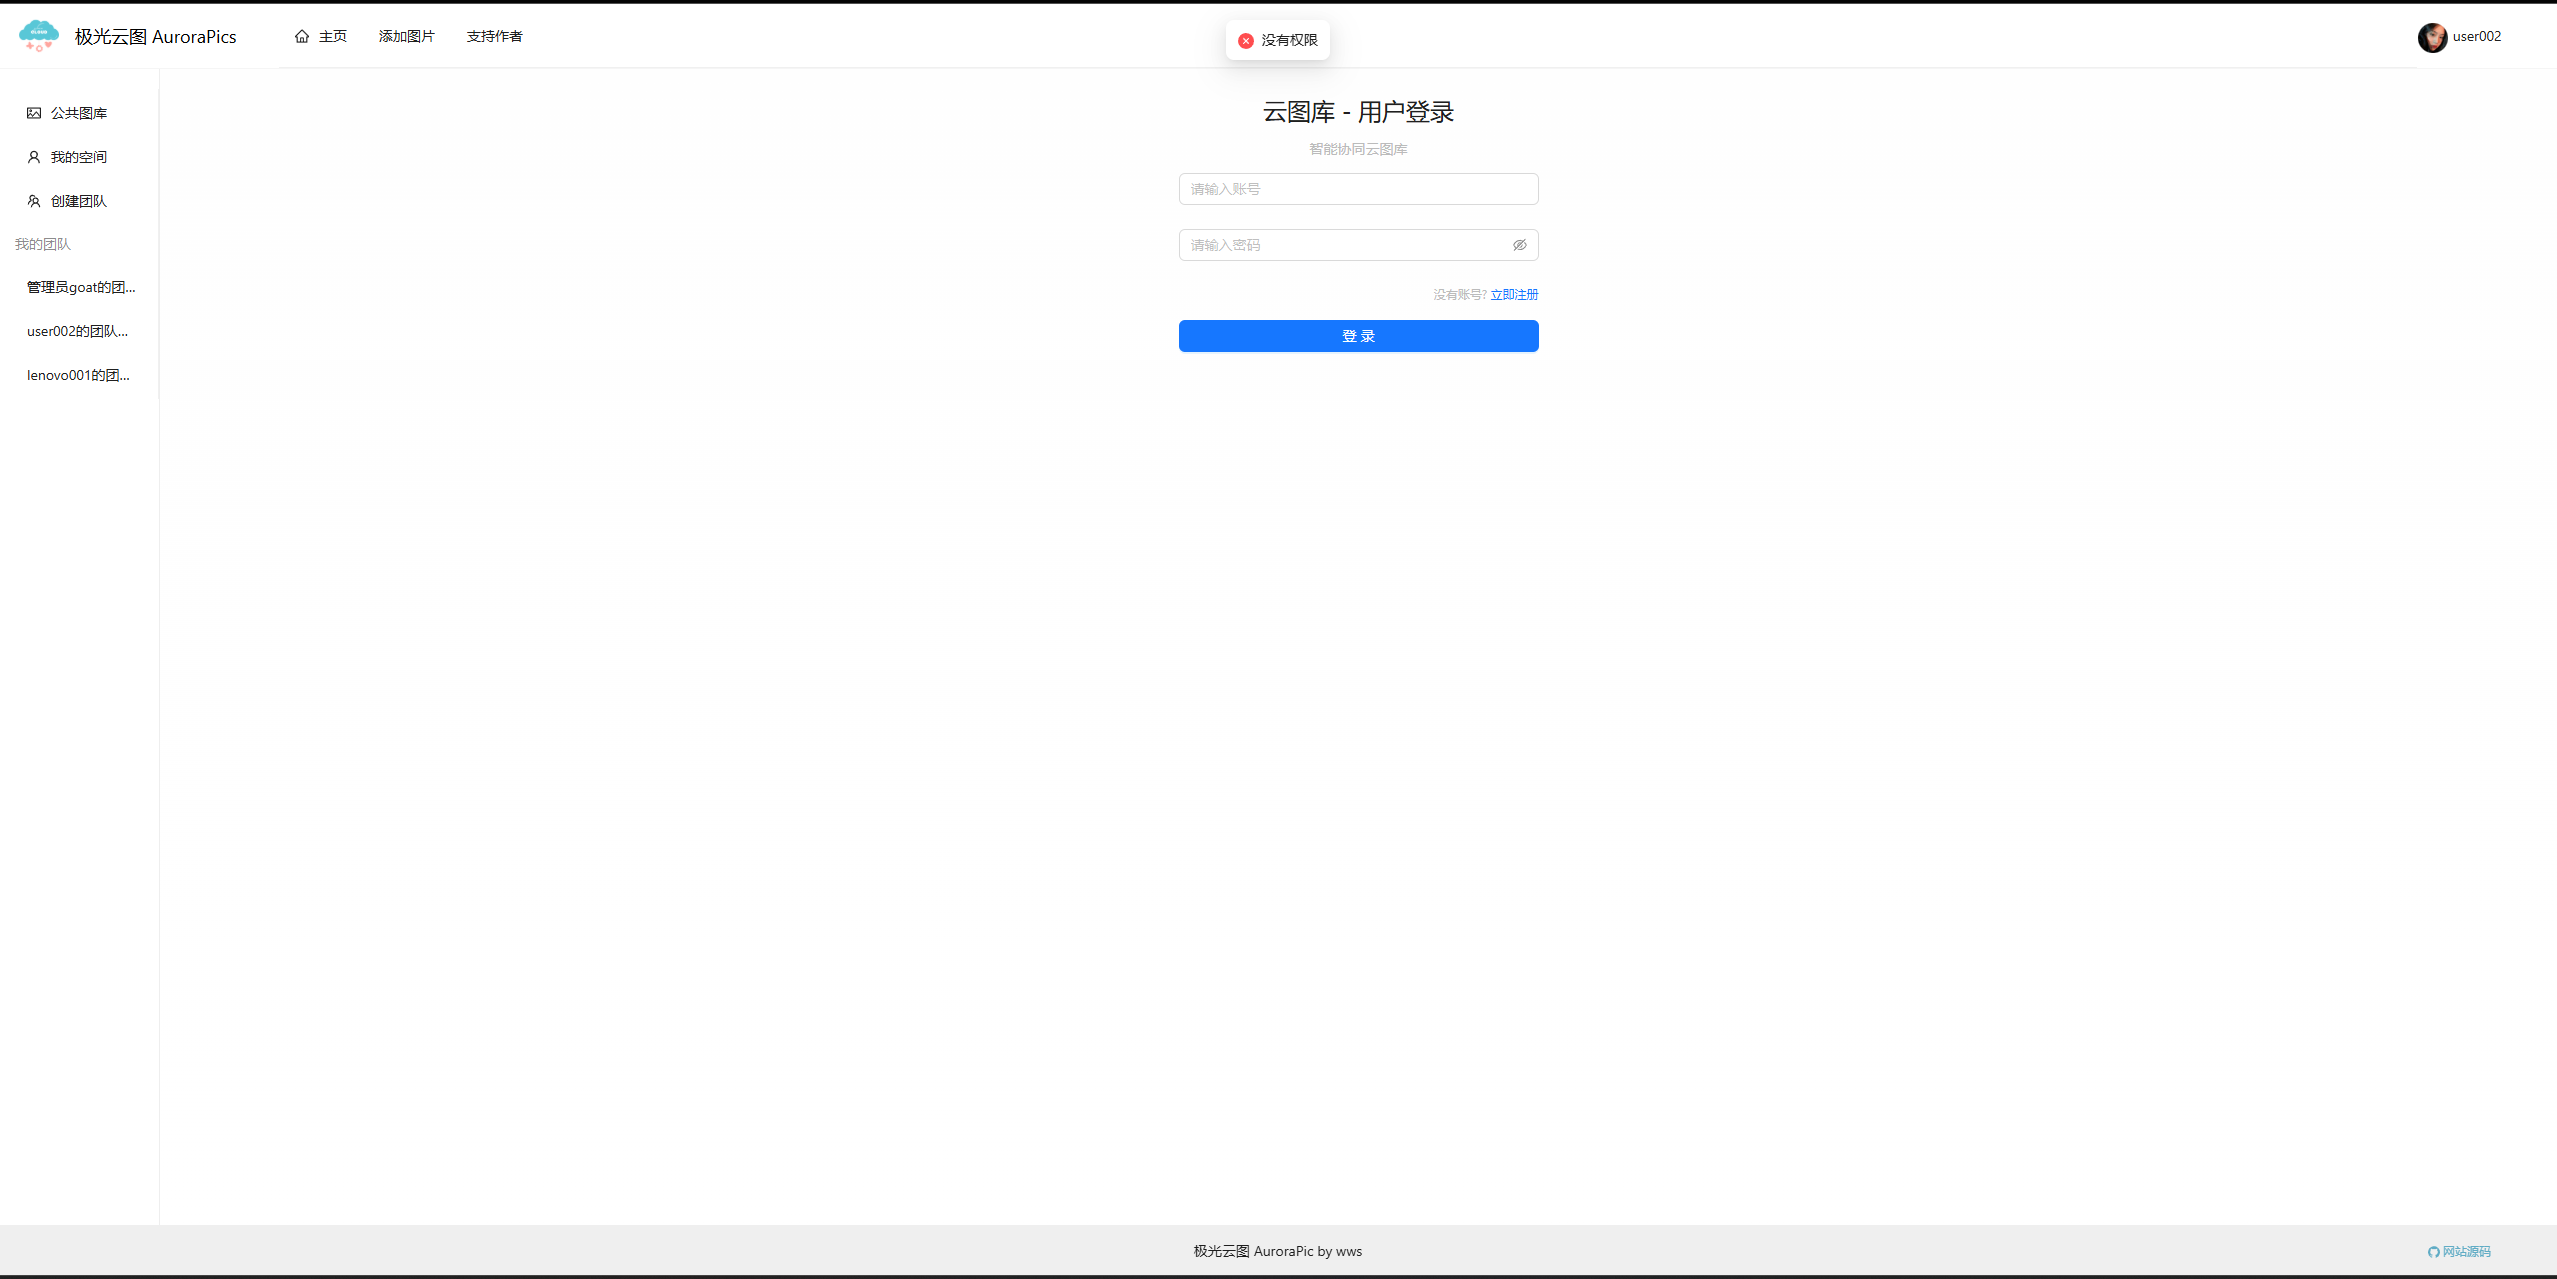 极光云图 AuroraPics
主页
添加图片
支持作者
没有权限
user002
公共图库
我的空间
创建团队
我的团队
管理员goat的团...
user002的团队...
lenovo001的团...
云图库 - 用户登录
智能协同云图库
请输入账号
请输入密码
没有账号? 立即注册
登 录
极光云图 AuroraPic by wws
网站源码